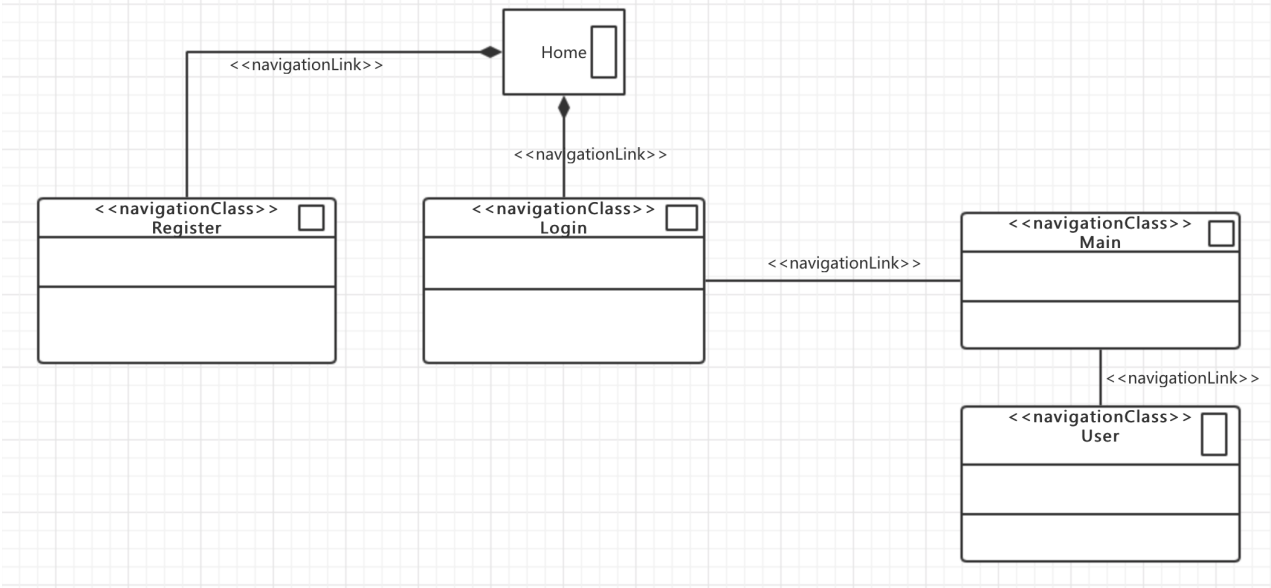 Home
<<navigationLink>>
<<navigationLink>>
<<navigationClass>>
Register
<<navigationClass>>
Login
<<navigationLink>>
<<navigationClass>>
Main
<<navigationLink>>
<<navigationClass>>
User